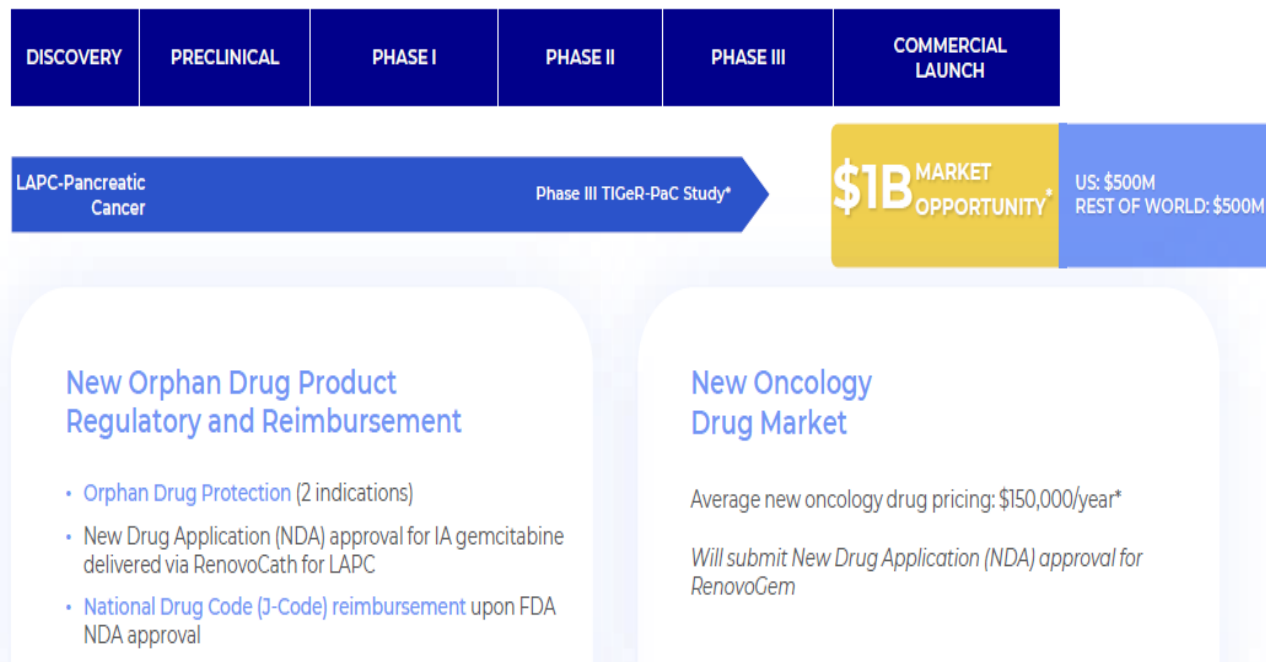 DISCOVERY
PRECLINICAL
PHASE I
PHASE II
PHASE III
COMMERCIAL
LAUNCH
LAPC-Pancreatic
Cancer
Phase III TIGeR-PaC Study*
$1B MARKET
OPPORTUNITY*
US: $500M
REST OF WORLD: $500M
New Orphan Drug Product
Regulatory and Reimbursement
• Orphan Drug Protection (2 indications)
• New Drug Application (NDA) approval for IA gemcitabine
delivered via RenovoCath for LAPC
• National Drug Code (J-Code) reimbursement upon FDA
NDA approval
New Oncology
Drug Market
Average new oncology drug pricing: $150,000/year*
Will submit New Drug Application (NDA) approval for
RenovoGem